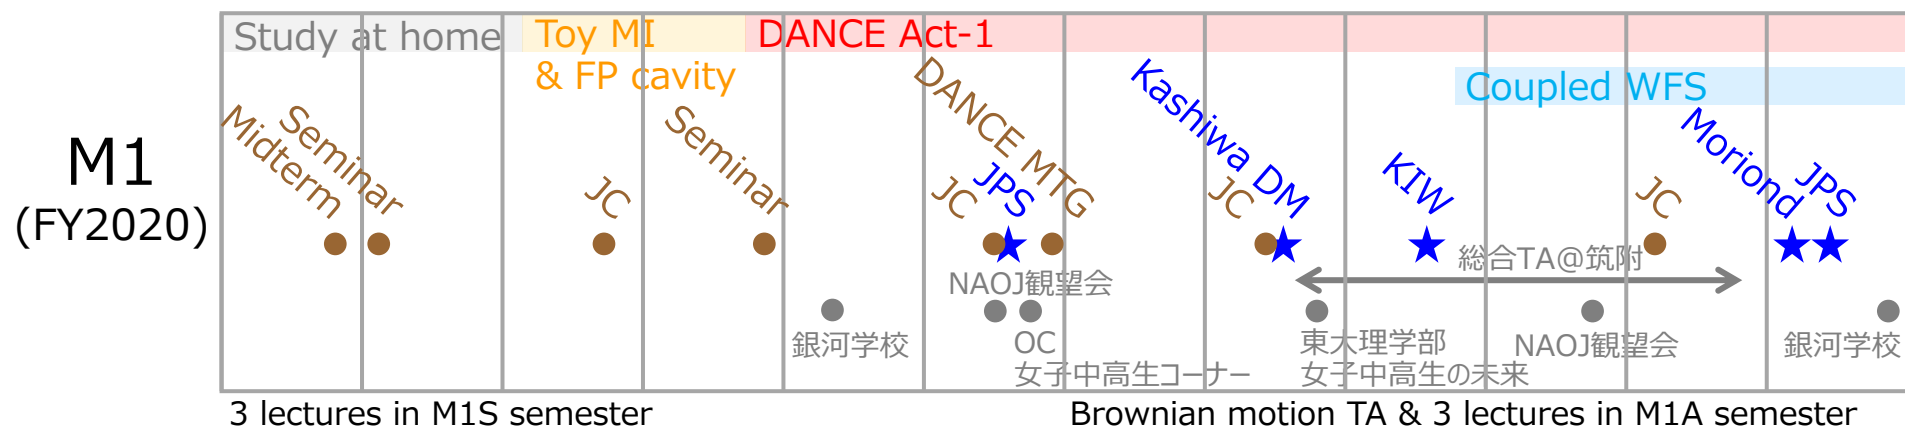 Study at home
Toy MI
& FP cavity
DANCE Act-1
Coupled WFS
M1
(FY2020)
Midterm
Seminar
JC
Seminar
JC
JPS
DANCE MTG
Kashiwa DM
JC
KIW
JC
Moriond
JPS
総合TA@筑附
NAOJ観望会
銀河学校
OC
女子中高生コーナー
東大理学部
女子中高生の未来
NAOJ観望会
銀河学校
3 lectures in M1S semester
Brownian motion TA & 3 lectures in M1A semester